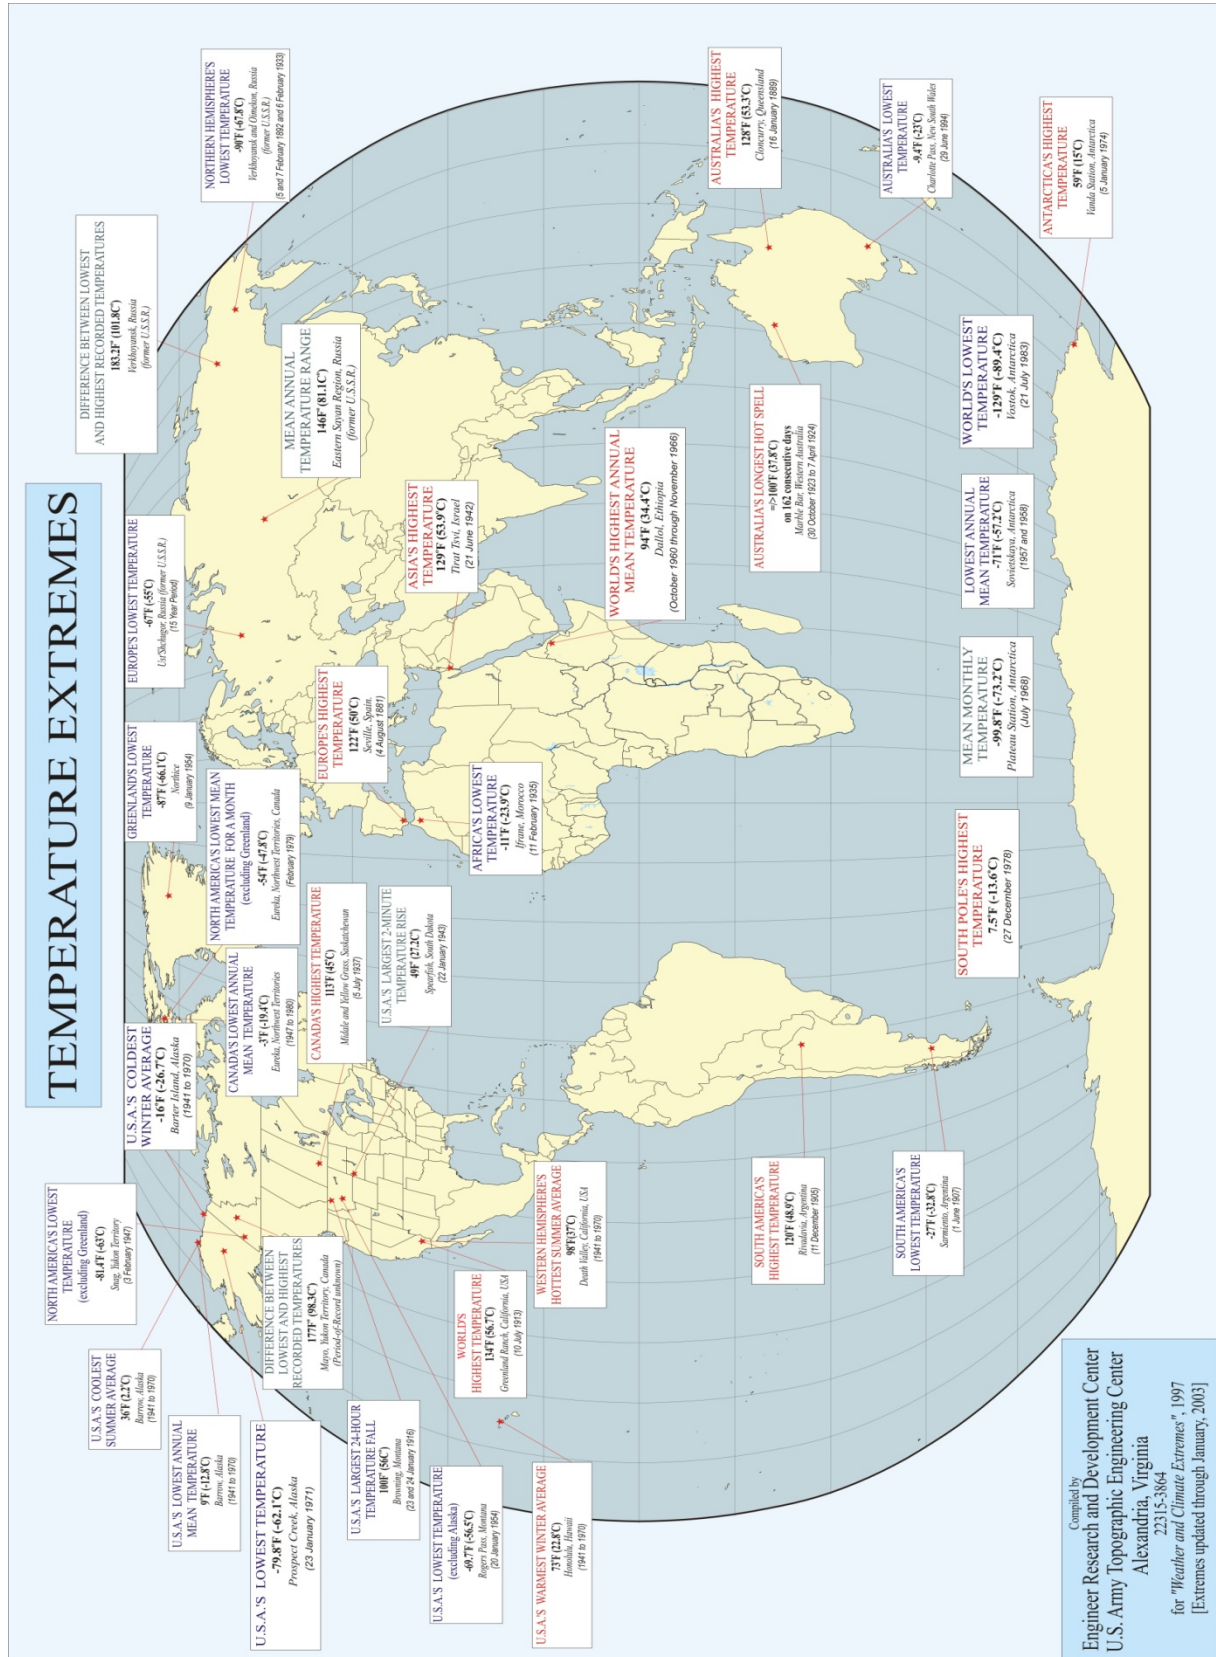 TEMPERATURE EXTREMES
NORTH AMERICA'S LOWEST
TEMPERATURE
(excluding Greenland)
-81.4°F (-63°C)
Snag, Yukon Territory
(3 February 1947)
U.S.A.'S COOLEST
SUMMER AVERAGE
36°F (2.2°C)
Barrow, Alaska
(1941 to 1970)
U.S.A.'S LOWEST ANNUAL
MEAN TEMPERATURE
9°F (-12.8°C)
Barrow, Alaska
(1941 to 1970)
U.S.A.'S LOWEST TEMPERATURE
-79.8°F (-62.1°C)
Prospect Creek, Alaska
(23 January 1971)
U.S.A.'S LARGEST 24-HOUR
TEMPERATURE FALL
100F° (56C°)
Browning, Montana
(23 and 24 January 1916)
U.S.A.'S LOWEST TEMPERATURE
(excluding Alaska)
-69.7°F (-56.5°C)
Rogers Pass, Montana
(20 January 1954)
U.S.A.'S WARMEST WINTER AVERAGE
73°F (22.8°C)
Honolulu, Hawaii
(1941 to 1970)
U.S.A.'S COLDEST
WINTER AVERAGE
-16°F (-26.7°C)
Barter Island, Alaska
(1941 to 1970)
DIFFERENCE BETWEEN
LOWEST AND HIGHEST
RECORDED TEMPERATURES
177F° (98.3C°)
Mayo, Yukon Territory, Canada
(Period-of-Record unknown)
WORLD'S
HIGHEST TEMPERATURE
134°F (56.7°C)
Greenland Ranch, California, USA
(10 July 1913)
WESTERN HEMISPHERE'S
HOTTEST SUMMER AVERAGE
98°F(37°C)
Death Valley, California, USA
(1941 to 1970)
CANADA'S LOWEST ANNUAL
MEAN TEMPERATURE
-3°F (-19.4°C)
Eureka, Northwest Territories
(1947 to 1980)
CANADA'S HIGHEST TEMPERATURE
113°F (45°C)
Midale and Yellow Grass, Saskatchewan
(5 July 1937)
U.S.A.'S LARGEST 2-MINUTE
TEMPERATURE RISE
49F° (27.2C°)
Spearfish, South Dakota
(22 January 1943)
NORTH AMERICA'S LOWEST MEAN
TEMPERATURE FOR A MONTH
(excluding Greenland)
-54°F (-47.8°C)
Eureka, Northwest Territories, Canada
(February 1979)
GREENLAND'S LOWEST
TEMPERATURE
-87°F (-66.1°C)
Northice
(9 January 1954)
EUROPE'S LOWEST TEMPERATURE
-67°F (-55°C)
Ust'Shchugor, Russia (former U.S.S.R.)
(15 Year Period)
EUROPE'S HIGHEST
TEMPERATURE
122°F (50°C)
Seville, Spain.
(4 August 1881)
AFRICA'S LOWEST
TEMPERATURE
-11°F (-23.9°C)
Ifrane, Morocco
(11 February 1935)
ASIA'S HIGHEST
TEMPERATURE
129°F (53.9°C)
Tirat Tsvi, Israel
(21 June 1942)
DIFFERENCE BETWEEN LOWEST
AND HIGHEST RECORDED TEMPERATURES
183.2F° (101.8C°)
Verkhoyansk, Russia
(former U.S.S.R.)
NORTHERN HEMISPHERE'S
LOWEST TEMPERATURE
-90°F (-67.8°C)
Verkhoyansk and Oimekon, Russia
(former U.S.S.R.)
(5 and 7 February 1892 and 6 February 1933)
MEAN ANNUAL
TEMPERATURE RANGE
146F° (81.1C°)
Eastern Sayan Region, Russia
(former U.S.S.R.)
WORLD'S HIGHEST ANNUAL
MEAN TEMPERATURE
94°F (34.4°C)
Dallol, Ethiopia
(October 1960 through November 1966)
AUSTRALIA'S HIGHEST
TEMPERATURE
128°F (53.3°C)
Cloncurry, Queensland
(16 January 1889)
AUSTRALIA'S LONGEST HOT SPELL
=/>100°F (37.8°C)
on 162 consecutive days
Marble Bar, Western Australia
(30 October 1923 to 7 April 1924)
AUSTRALIA'S LOWEST
TEMPERATURE
-9.4°F (-23°C)
Charlotte Pass, New South Wales
(29 June 1994)
SOUTH AMERICA'S
HIGHEST TEMPERATURE
120°F (48.9°C)
Rivadavia, Argentina
(11 December 1905)
SOUTH AMERICA'S
LOWEST TEMPERATURE
-27°F (-32.8°C)
Sarmiento, Argentina
(1 June 1907)
SOUTH POLE'S HIGHEST
TEMPERATURE
7.5°F (-13.6°C)
(27 December 1978)
MEAN MONTHLY
TEMPERATURE
-99.8°F (-73.2°C)
Plateau Station, Antarctica
(July 1968)
LOWEST ANNUAL
MEAN TEMPERATURE
-71°F (-57.2°C)
Sovietskaya, Antarctica
(1957 and 1958)
WORLD'S LOWEST
TEMPERATURE
-129°F (-89.4°C)
Vostok, Antarctica
(21 July 1983)
ANTARCTICA'S HIGHEST
TEMPERATURE
59°F (15°C)
Vanda Station, Antarctica
(5 January 1974)
Compiled by
Engineer Research and Development Center
U.S. Army Topographic Engineering Center
Alexandria, Virginia
22315-3864
for "Weather and Climate Extremes", 1997
[Extremes updated through January, 2003]